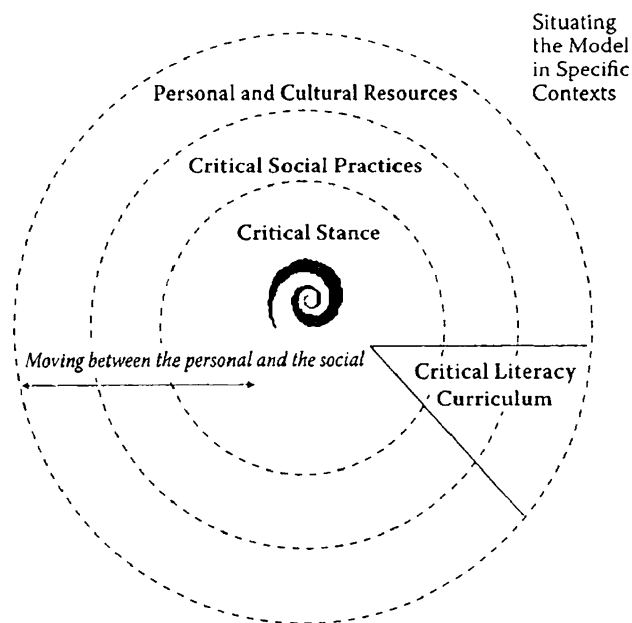 Situating
the Model
in Specific
Contexts
Personal and Cultural Resources
Critical Social Practices
Critical Stance
Moving between the personal and the social
Critical Literacy
Curriculum